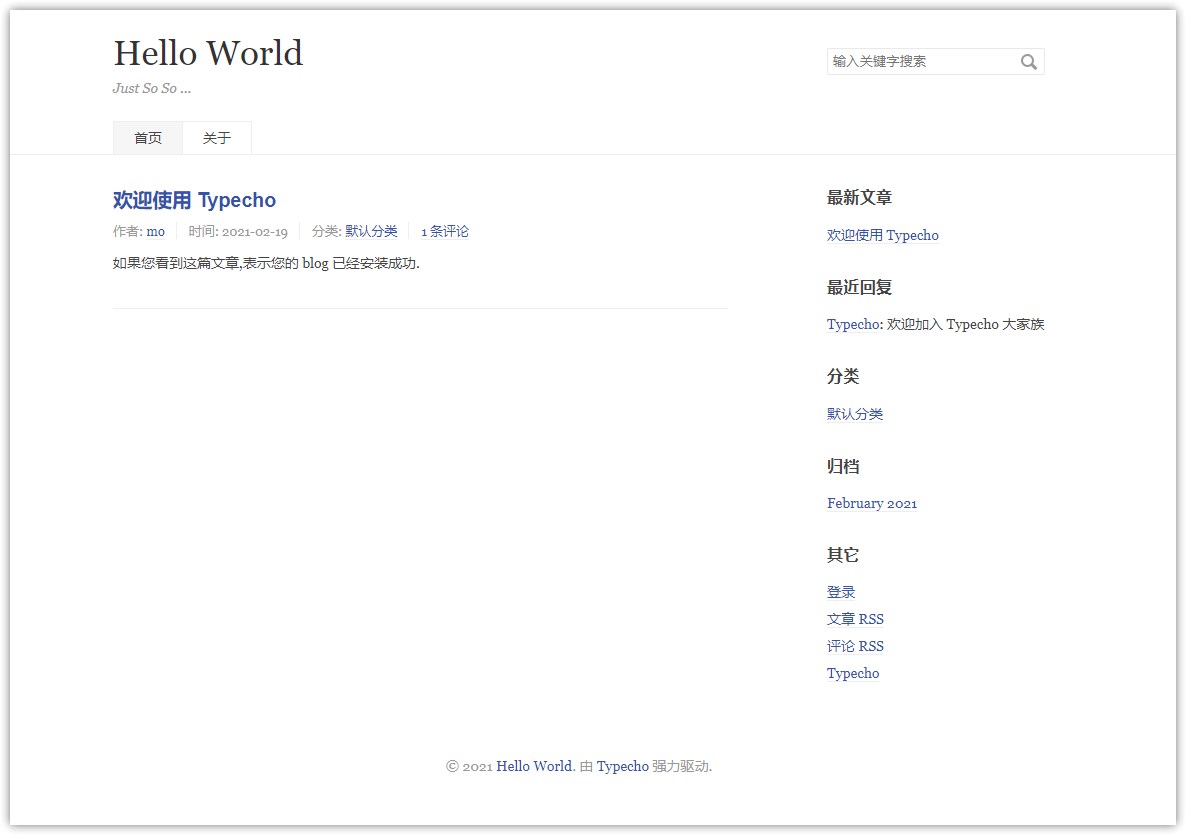 Hello World
Just So So ...
输入关键字搜索
首页 关于
欢迎使用 Typecho
作者: mo 时间: 2021-02-19 分类: 默认分类 1 条评论
如果您看到这篇文章,表示您的 blog 已经安装成功.
最新文章
欢迎使用 Typecho
最近回复
Typecho: 欢迎加入 Typecho 大家族
分类
默认分类
归档
February 2021
其它
登录
文章 RSS
评论 RSS
Typecho
© 2021 Hello World. 由 Typecho 强力驱动.